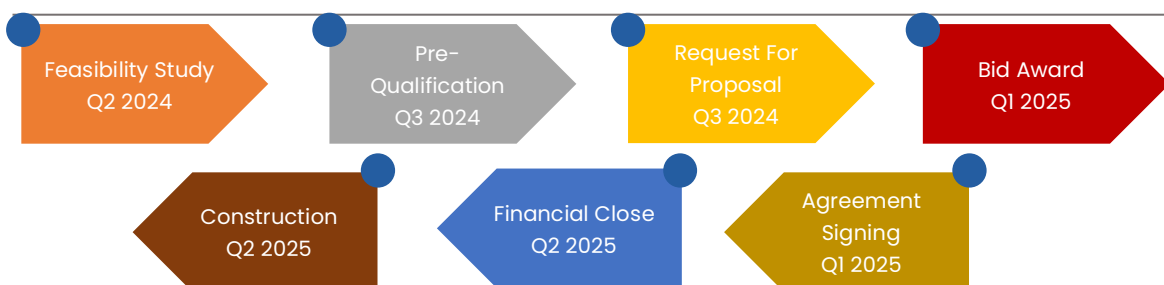 Feasibility Study
Q2 2024
Pre-
Qualification
Q3 2024
Request For
Proposal
Q3 2024
Bid Award
Q1 2025
Agreement
Signing
Q1 2025
Financial Close
Q2 2025
Construction
Q2 2025